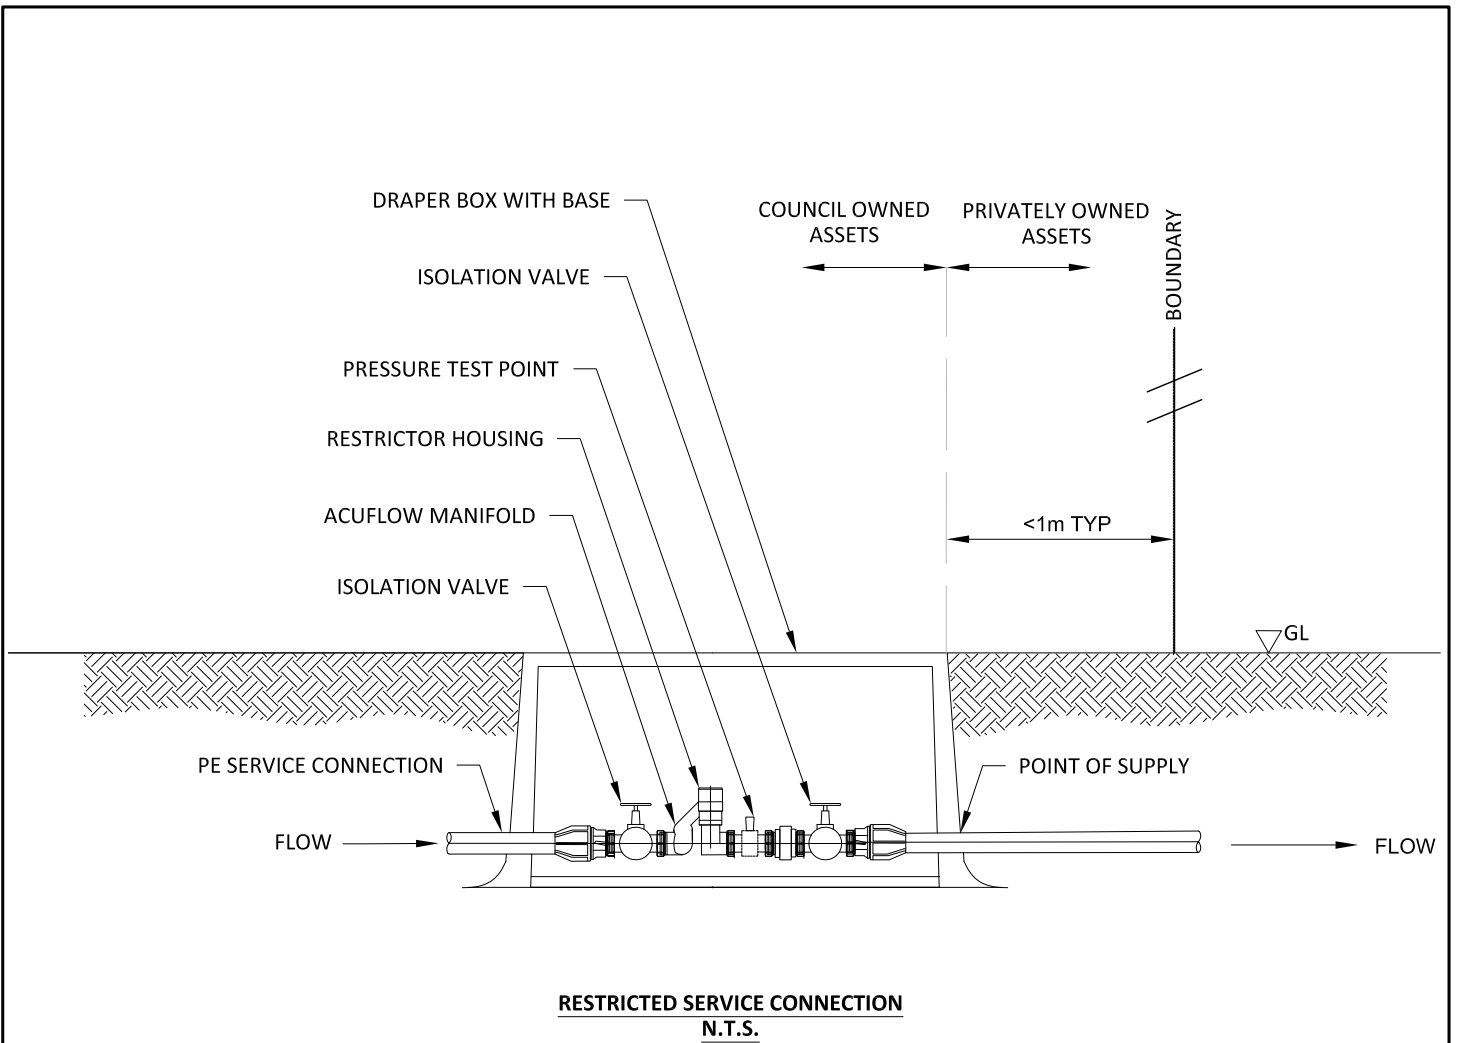 DRAPER BOX WITH BASE
COUNCIL OWNED
ASSETS
PRIVATELY OWNED
ASSETS
BOUNDARY
ISOLATION VALVE
PRESSURE TEST POINT
RESTRICTOR HOUSING
ACUFLOW MANIFOLD
<1m TYP
ISOLATION VALVE
GL
PE SERVICE CONNECTION
POINT OF SUPPLY
FLOW
FLOW
RESTRICTED SERVICE CONNECTION
N.T.S.